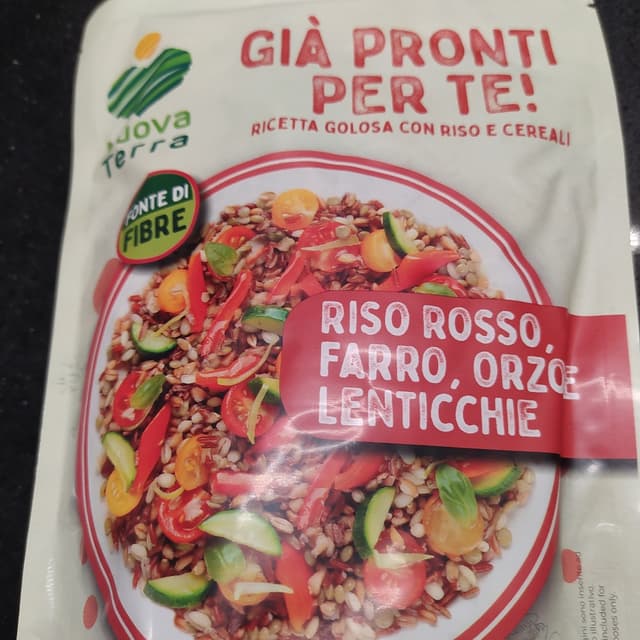 GIÀ PRONTI
PER TE!
RICETTA GOLOSA CON RISO E CEREALI
Nuova
Terra
FONTE DI
FIBRE
RISO ROSSO,
FARRO, ORZO E
LENTICCHIE